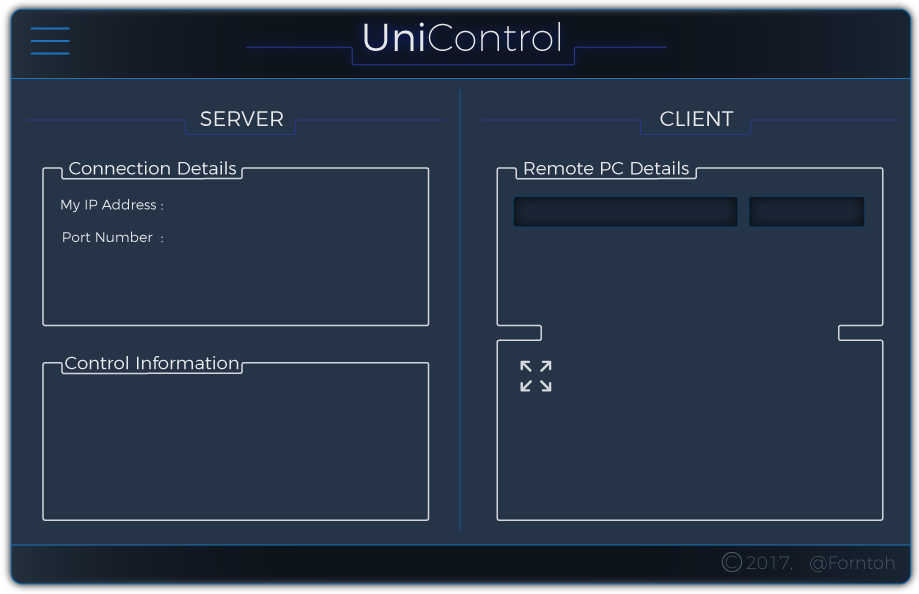 UniControl
SERVER
Connection Details
My IP Address :
Port Number :
Control Information
CLIENT
Remote PC Details
© 2017. @Forntoh